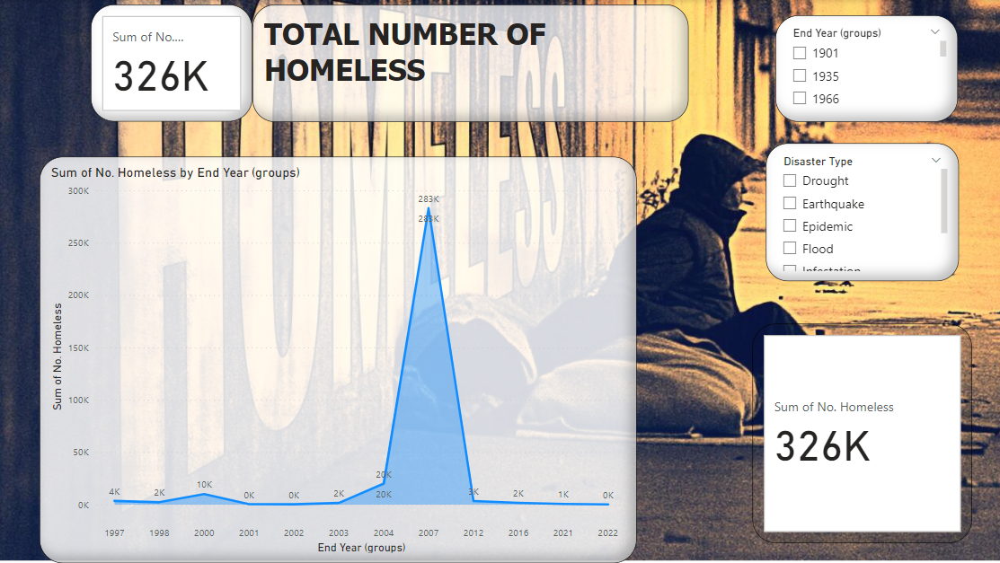 Sum of No....
326K
TOTAL NUMBER OF
HOMELESS
End Year (groups)
1901
1935
1966
Disaster Type
Drought
Earthquake
Epidemic
Flood
Infestation
Sum of No. Homeless by End Year (groups)
Sum of No. Homeless
300K
250K
200K
150K
100K
50K
0K
4K
2K
10K
0K
0K
2K
20K
20K
283K
283K
3K
2K
1K
0K
1997 1998 2000 2001 2002 2003 2004 2007 2012 2016 2021 2022
End Year (groups)
Sum of No. Homeless
326K
HOMELESS